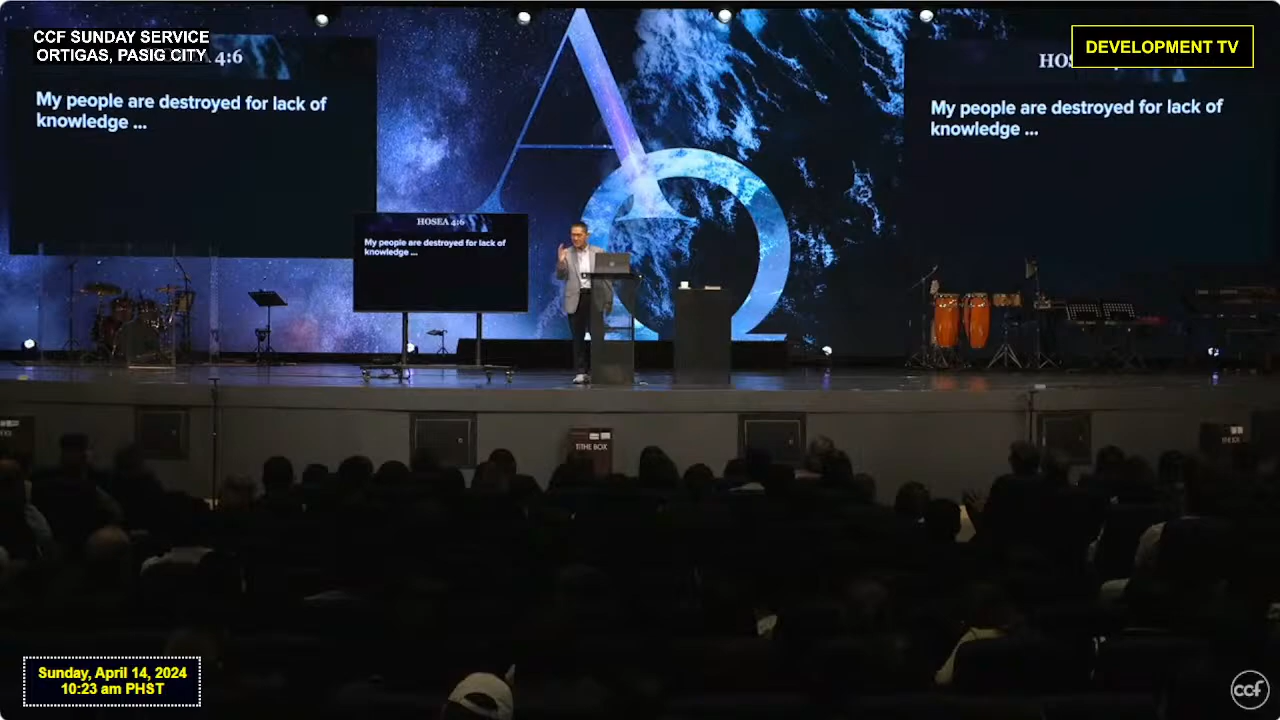 CCF SUNDAY SERVICE
ORTIGAS, PASIG CITY
4:6
My people are destroyed for lack of
knowledge ...
DEVELOPMENT TV
My people are destroyed for lack of
knowledge ...
HOSEA 4:6
My people are destroyed for lack of
knowledge ...
Α
Ω
TITHE BOX
Sunday, April 14, 2024
10:23 am PHST
ccf